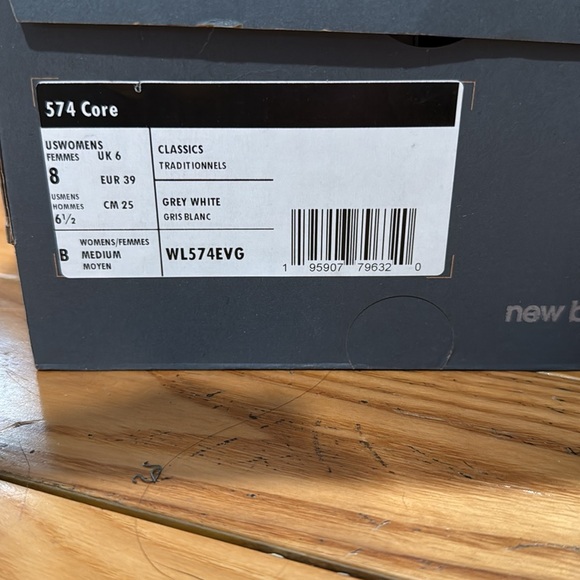 574 Core
USWOMENS
FEMMES
8
UK 6
EUR 39
USMENS
HOMMES
6½
CM 25
CLASSICS
TRADITIONNELS
GREY WHITE
GRIS BLANC
B
WOMENS/FEMMES
MEDIUM
MOYEN
WL574EVG
1 95907 79632 0
new b